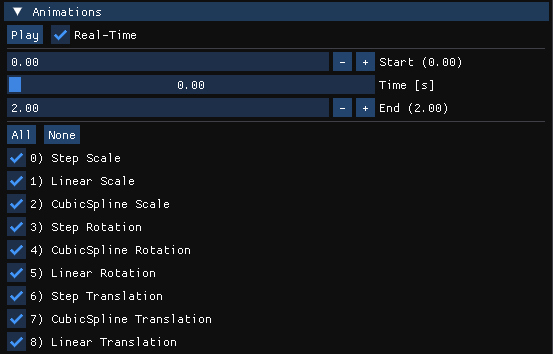 Animations
Play Real-Time
0.00 - + Start (0.00)
0.00 Time [s]
2.00 - + End (2.00)
All None
0) Step Scale
1) Linear Scale
2) CubicSpline Scale
3) Step Rotation
4) CubicSpline Rotation
5) Linear Rotation
6) Step Translation
7) CubicSpline Translation
8) Linear Translation